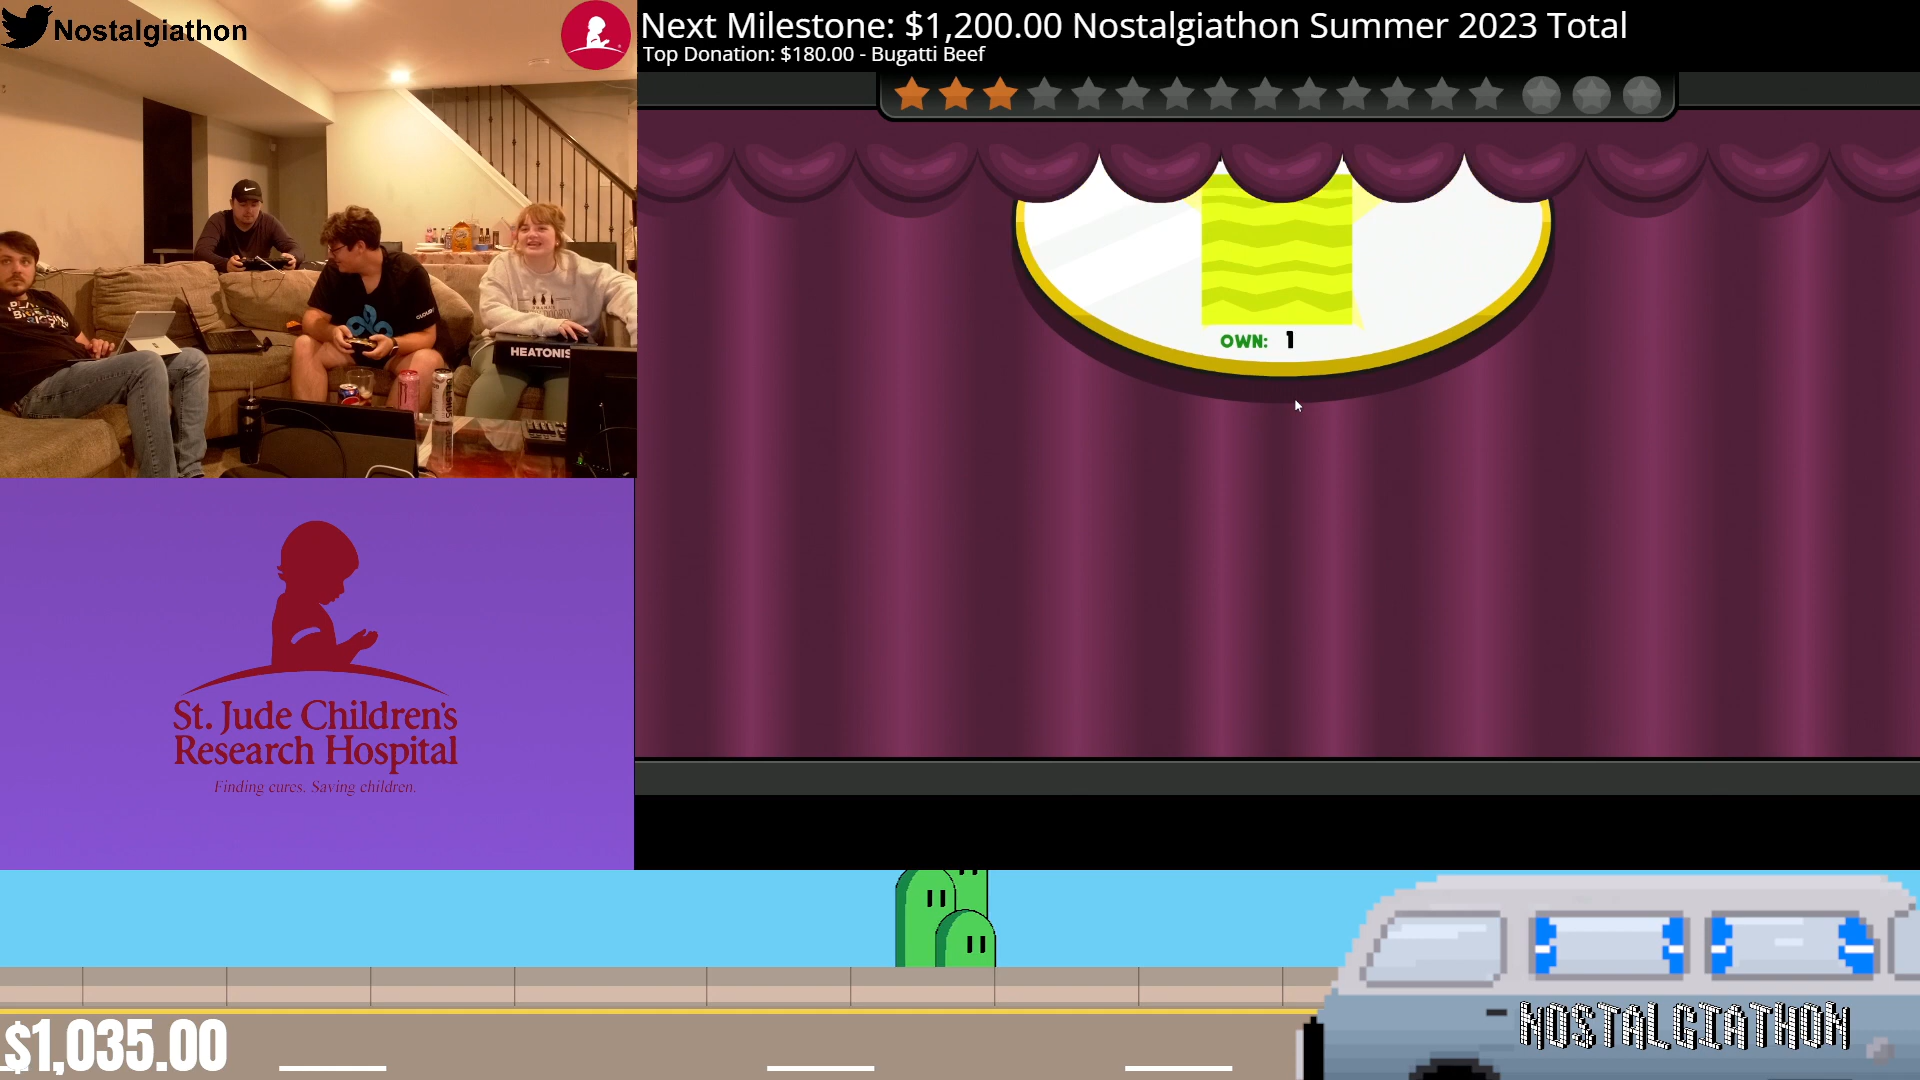 Nostalgiathon
Next Milestone: $1,200.00 Nostalgiathon Summer 2023 Total
Top Donation: $180.00 - Bugatti Beef
OWN: 1
HEATONIS
St. Jude Children's
Research Hospital
Finding cures. Saving children.
$1,035.00
NOSTALGIATHON